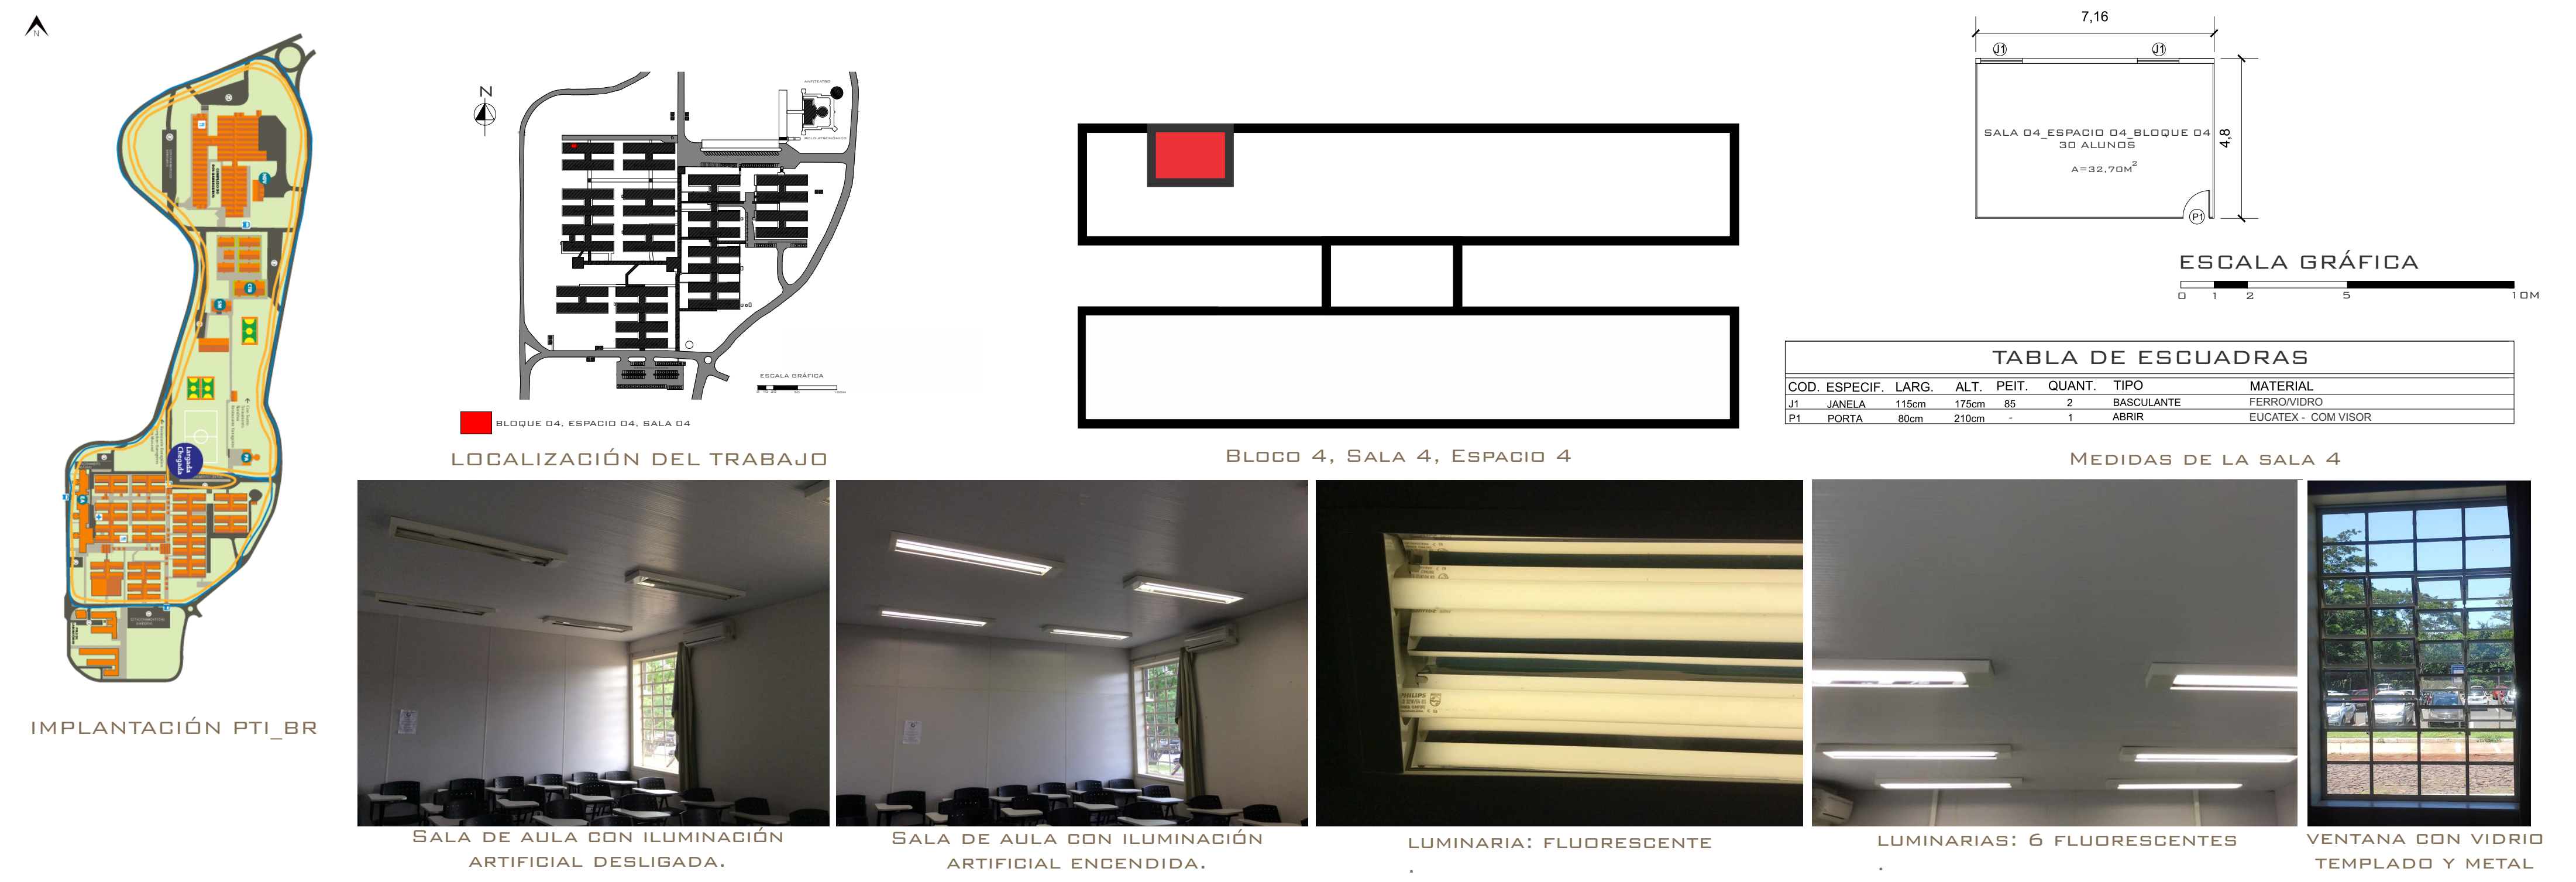 N
Largada
Chegada
IMPLANTACIÓN PTI_BR
N
ANFITEATRO
POLO ASTRONÔMICO
ESCALA GRÁFICA
BLOQUE 04, ESPACIO 04, SALA 04
LOCALIZACIÓN DEL TRABAJO
Bloco 4, Sala 4, Espacio 4
7,16
J1
J1
SALA 04_ESPACIO 04_BLOQUE 04
30 ALUNOS
A=32,70M²
4,8
P1
ESCALA GRÁFICA
0 1 2 5 10M
TABLA DE ESCUADRAS
COD. ESPECIF. LARG. ALT. PEIT. QUANT. TIPO MATERIAL
J1 JANELA 115cm 175cm 85 2 BASCULANTE FERRO/VIDRO
P1 PORTA 80cm 210cm - 1 ABRIR EUCATEX - COM VISOR
Medidas de la sala 4
PHILIPS
Sala de aula con iluminación
artificial desligada.
Sala de aula con iluminación
artificial encendida.
luminaria: fluorescente
.
luminarias: 6 fluorescentes
.
ventana con vidrio
templado y metal